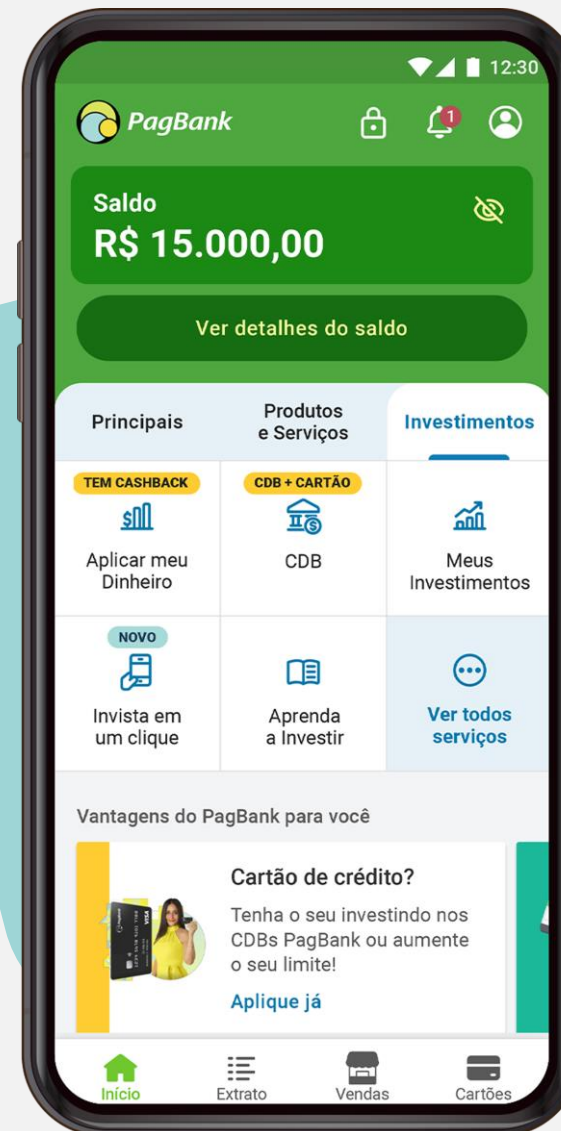 12:30
PagBank
1
Saldo
R$ 15.000,00
Ver detalhes do saldo
Principais
Produtos
e Serviços
Investimentos
TEM CASHBACK
Aplicar meu
Dinheiro
CDB + CARTÃO
CDB
Meus
Investimentos
NOVO
Invista em
um clique
Aprenda
a Investir
Ver todos
serviços
Vantagens do PagBank para você
Cartão de crédito?
Tenha o seu investindo nos
CDBs PagBank ou aumente
o seu limite!
Aplique já
VISA
Início
Extrato
Vendas
Cartões